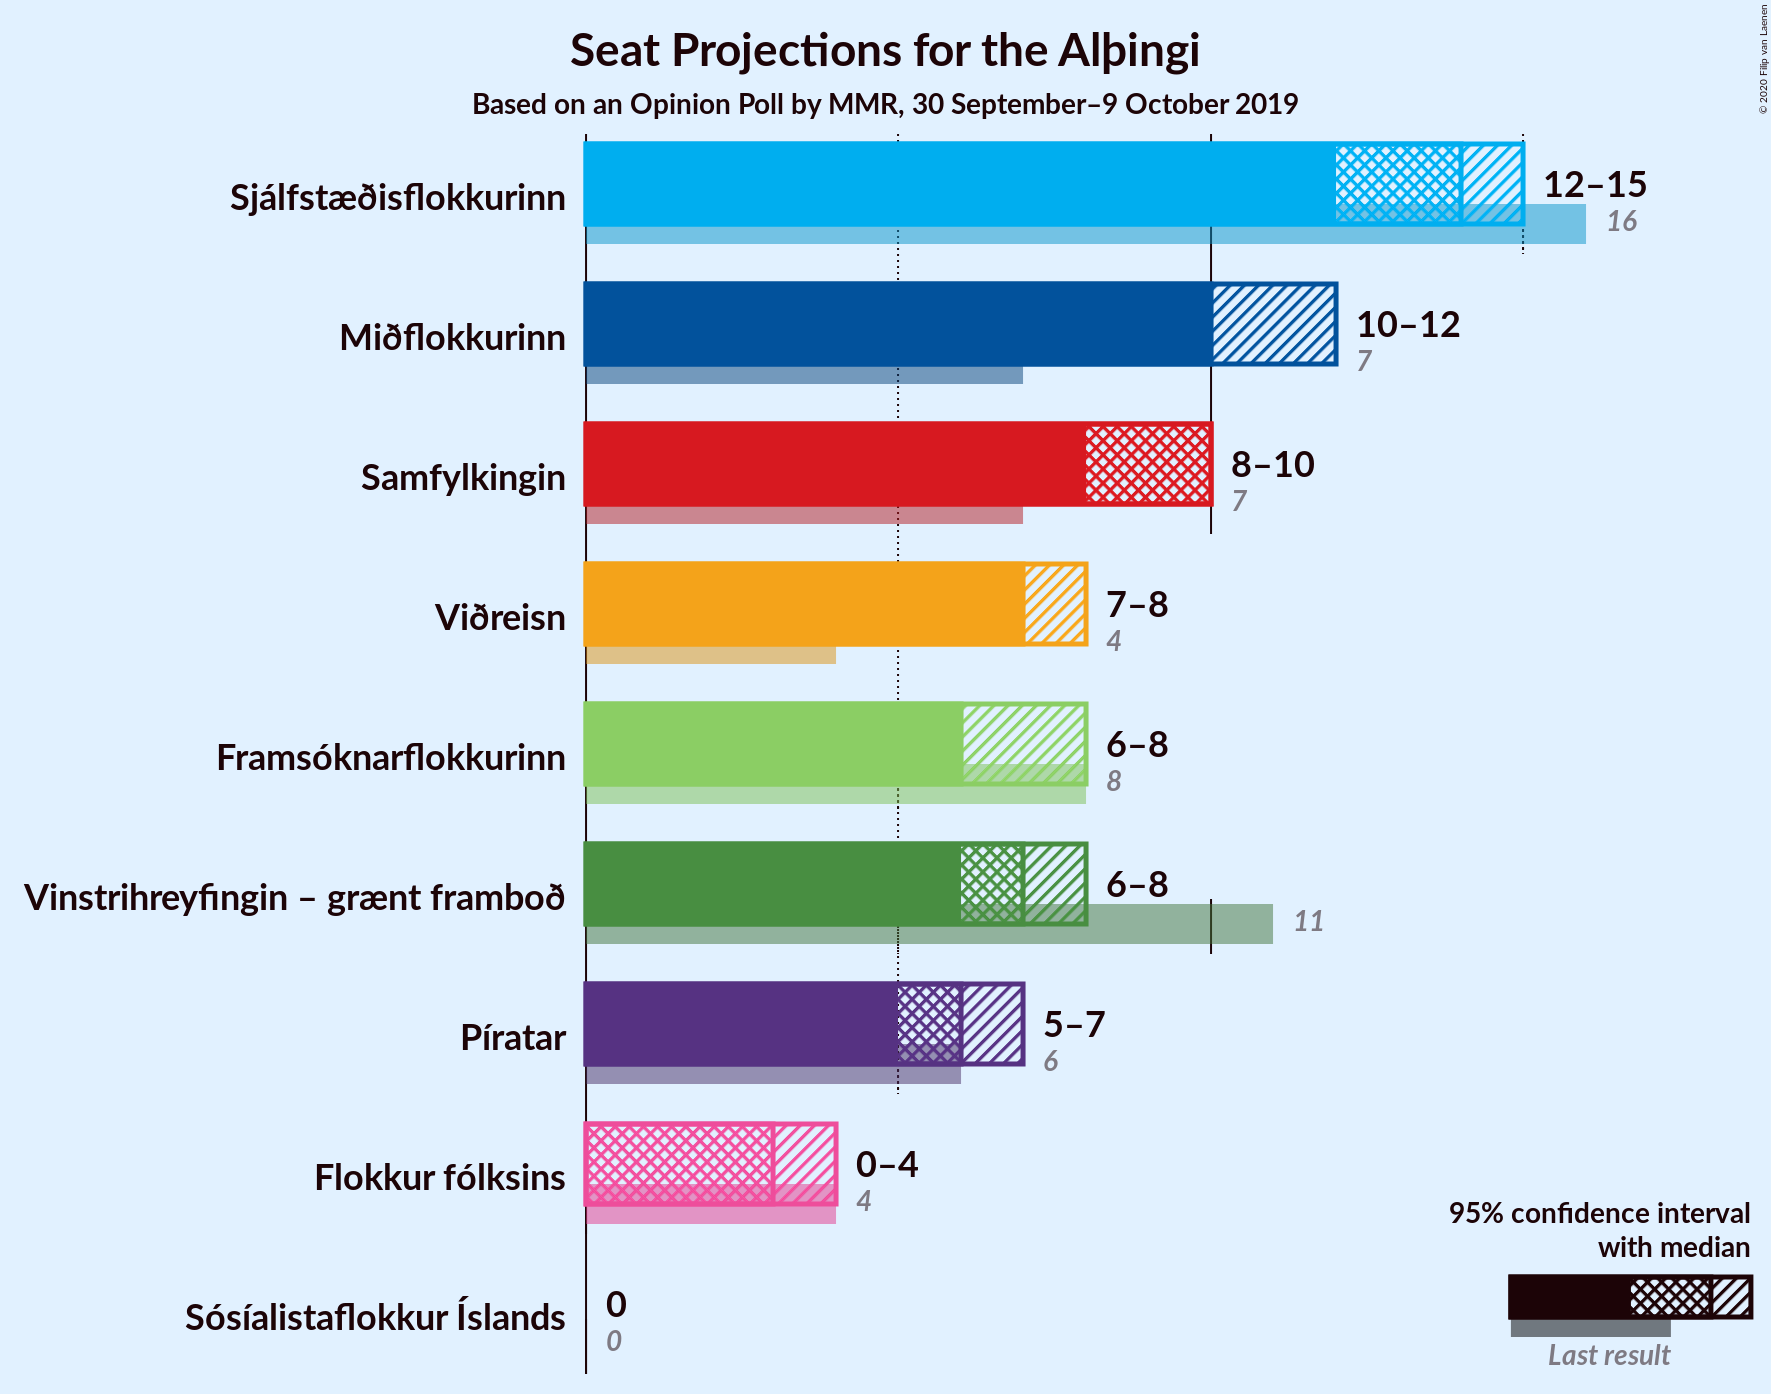 Seat Projections for the Alþingi
Based on an Opinion Poll by MMR, 30 September–9 October 2019
© 2020 Filip van Laenen
Sjálfstæðisflokkurinn
12–15
16
Miðflokkurinn
10–12
7
Samfylkingin
8–10
7
Viðreisn
7–8
4
Framsóknarflokkurinn
6–8
8
Vinstrihreyfingin – grænt framboð
6–8
11
Píratar
5–7
6
Flokkur fólksins
0–4
4
Sósíalistaflokkur Íslands
0
0
95% confidence interval
with median
Last result